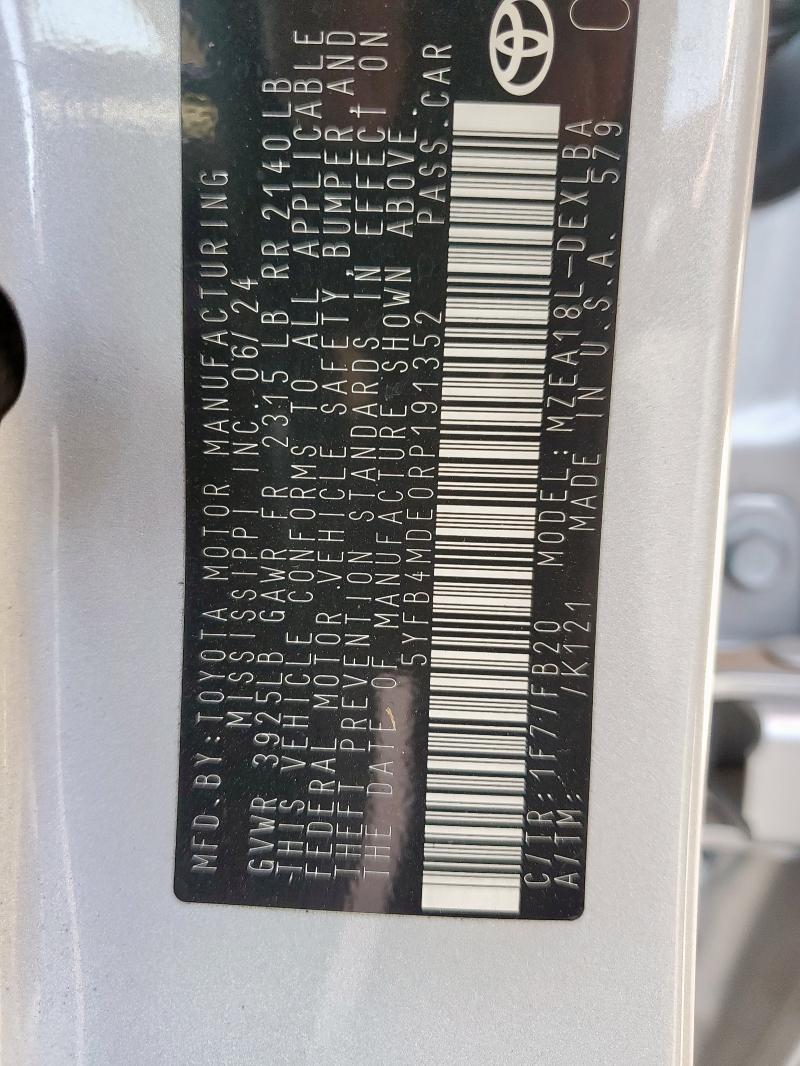 MFD.BY:TOYOTA MOTOR MANUFACTURING
MISSISSIPPI INC. 06/24
GVWR 3925LB GAWR FR 2315 LB RR 2140LB
THIS VEHICLE CONFORMS TO ALL APPLICABLE
FEDERAL MOTOR VEHICLE SAFETY, BUMPER AND
THEFT PREVENTION STANDARDS IN EFFECT ON
THE DATE OF MANUFACTURE SHOWN ABOVE.
5YFB4MDE0RP191352 PASS.CAR
C/TR:1F7/FB20 MODEL:MZEA18L-DEXLBA
A/TM: /K121 MADE IN U.S.A. 579